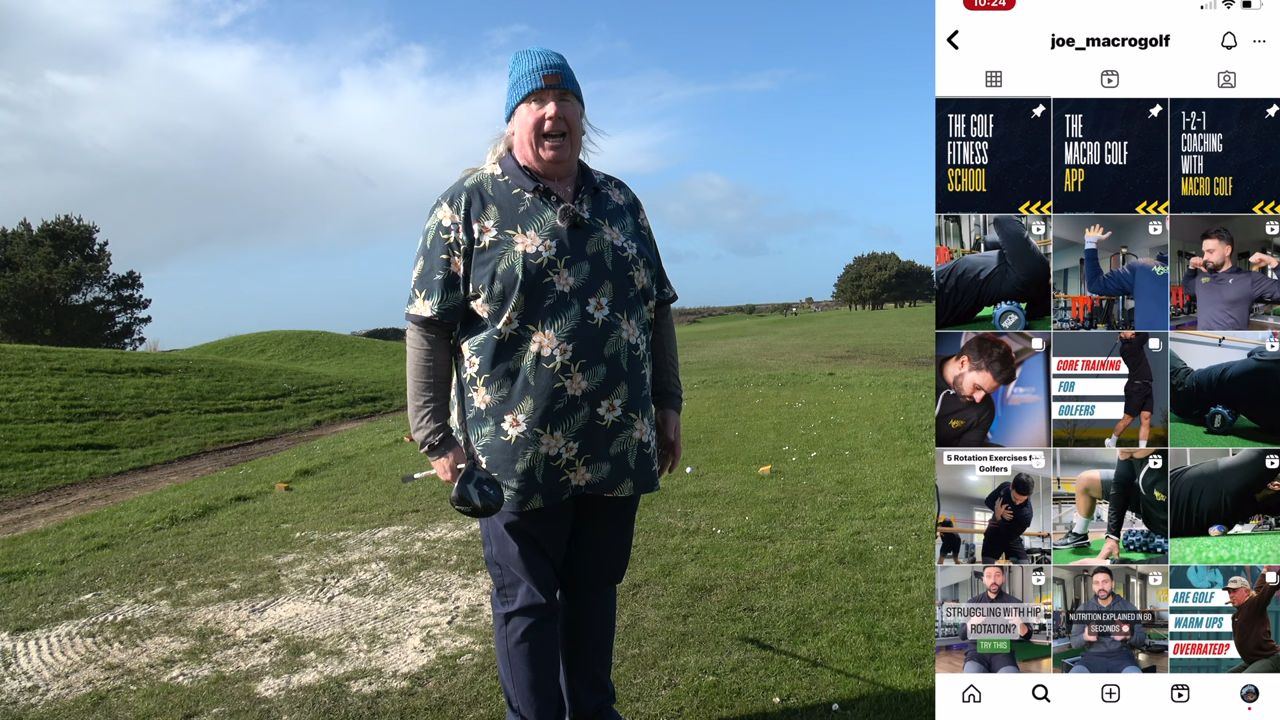 10:24
joe_macrogolf
THE GOLF
FITNESS
SCHOOL
THE
MACRO GOLF
APP
1-2-1
COACHING
WITH
MACRO GOLF
CORE TRAINING
FOR
GOLFERS
5 Rotation Exercises f
Golfers
STRUGGLING WITH HIP
ROTATION?
TRY THIS
NUTRITION EXPLAINED IN 60
SECONDS
ARE GOLF
WARM UPS
OVERRATED?